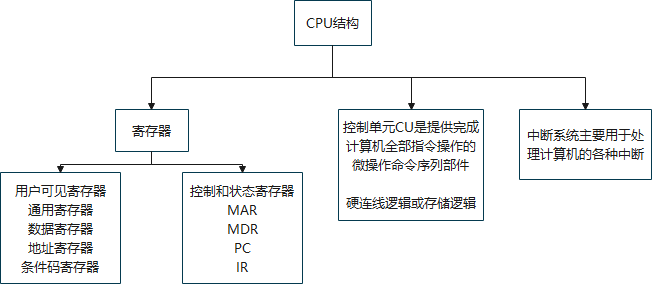 CPU结构
寄存器
控制单元CU是提供完成
计算机全部指令操作的
微操作命令序列部件
硬连线逻辑或存储逻辑
中断系统主要用于处
理计算机的各种中断
用户可见寄存器
通用寄存器
数据寄存器
地址寄存器
条件码寄存器
控制和状态寄存器
MAR
MDR
PC
IR